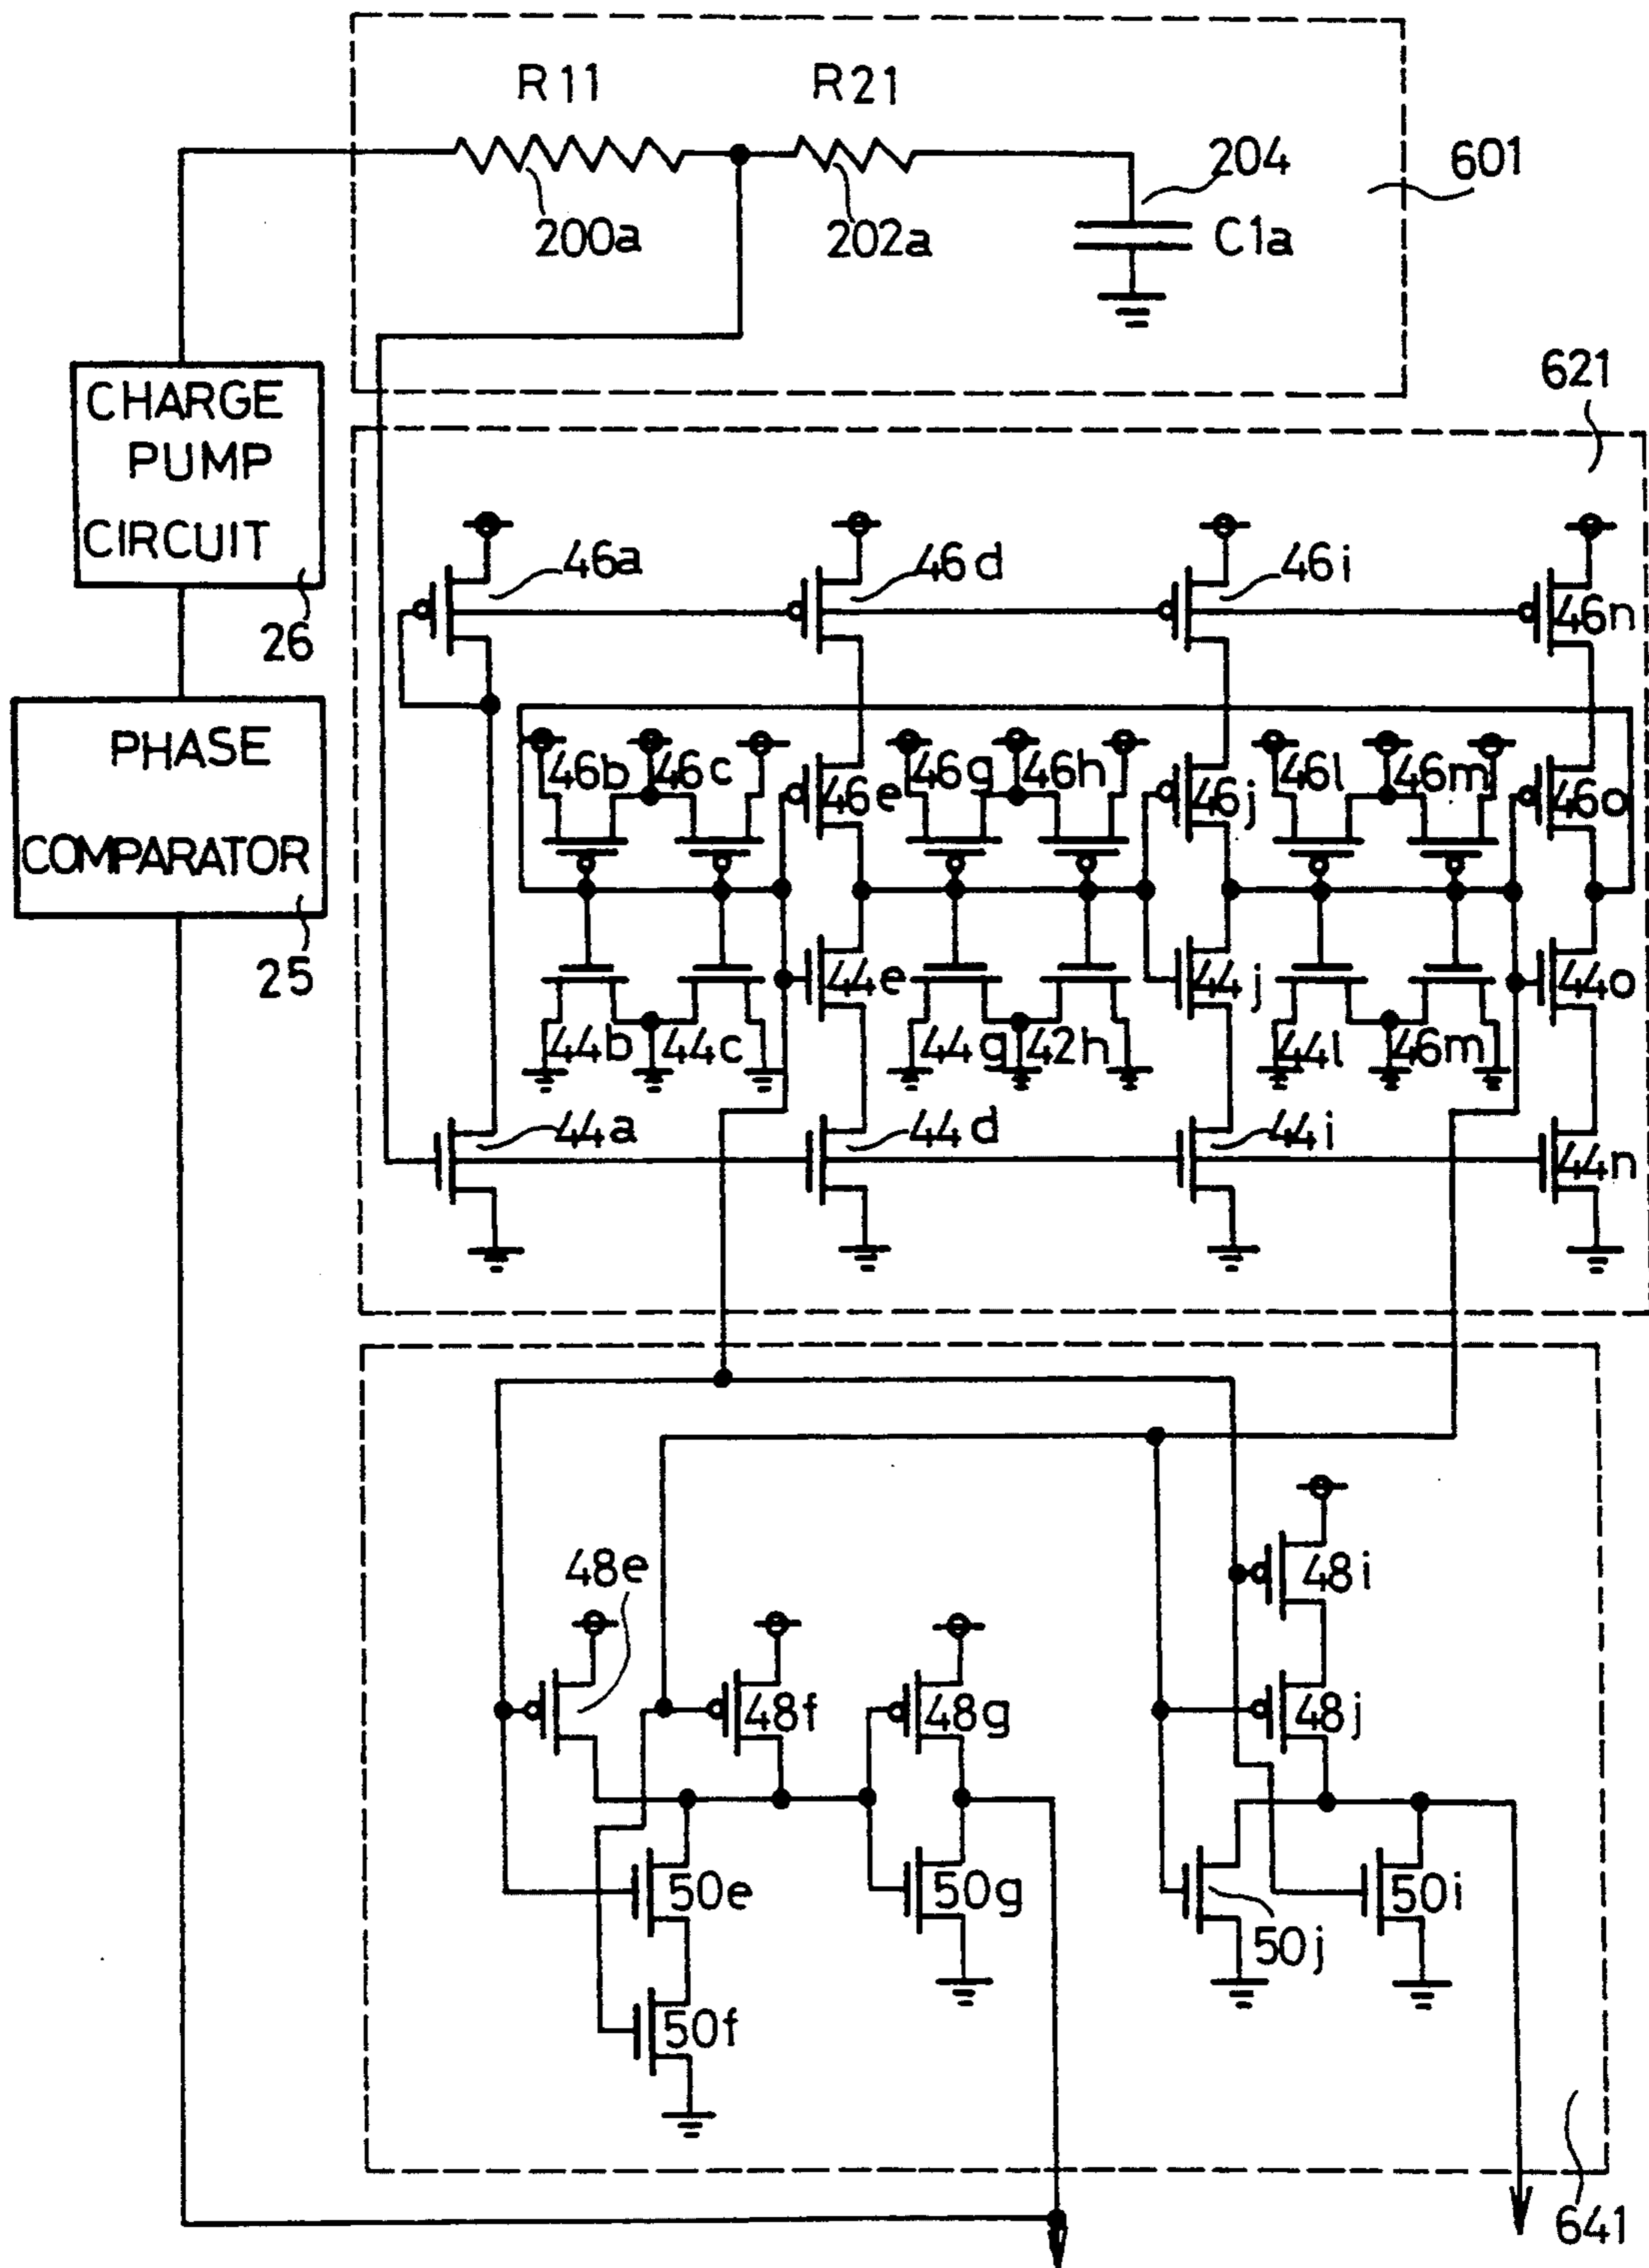 R11
R21
204
601
200a
202a
C1a
621
CHARGE
PUMP
CIRCUIT
26
46a
46d
46i
46n
PHASE
COMPARATOR
25
46b
46c
46e
46g
46h
46j
46l
46m
46o
44e
44j
44o
44b
44c
44g
42h
44l
46m
44a
44d
44i
44n
48e
48i
48f
48g
48j
50e
50g
50j
50i
50f
641